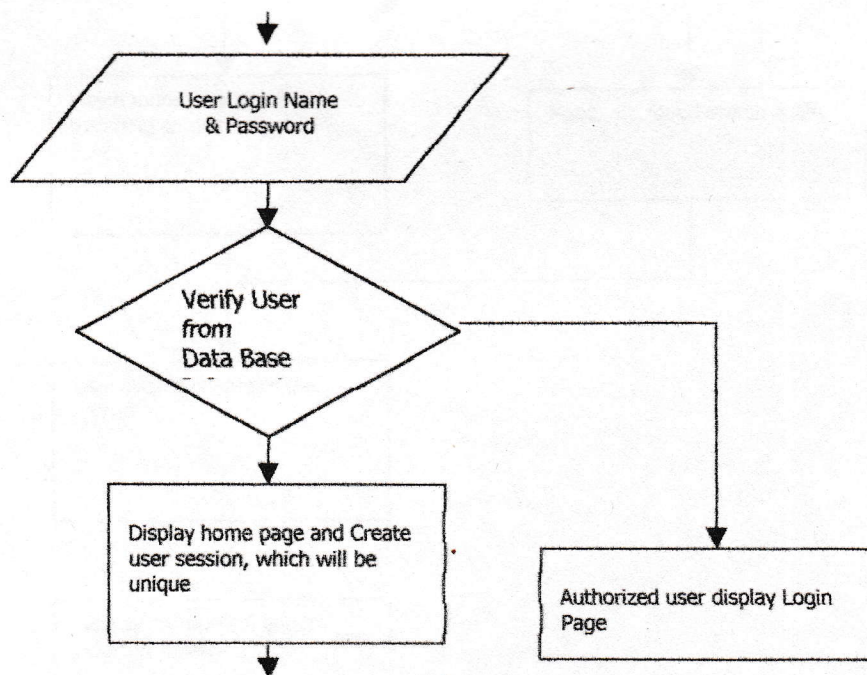 User Login Name
& Password
Verify User
from
Data Base
Display home page and Create
user session, which will be
unique
Authorized user display Login
Page